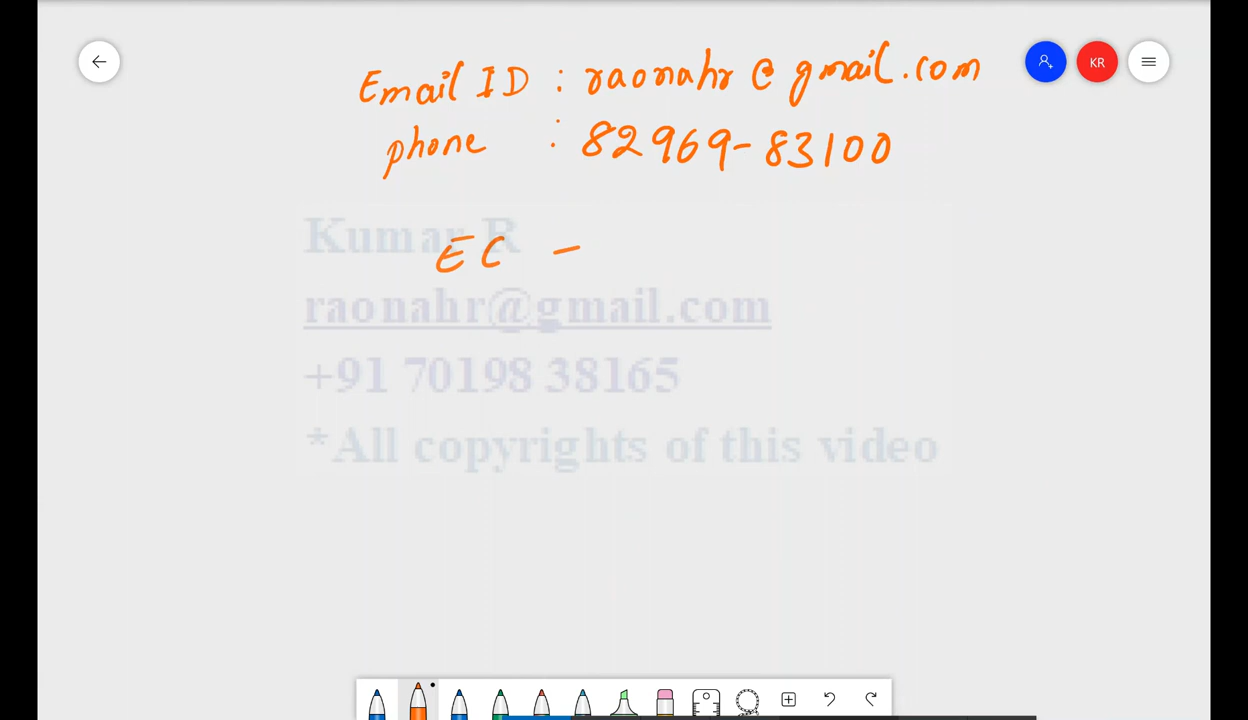 Email ID : raonahr@gmail.com
KR
phone : 82969-83100
Kumar R
EC -
raonahr@gmail.com
+91 70198 38165
*All copyrights of this video